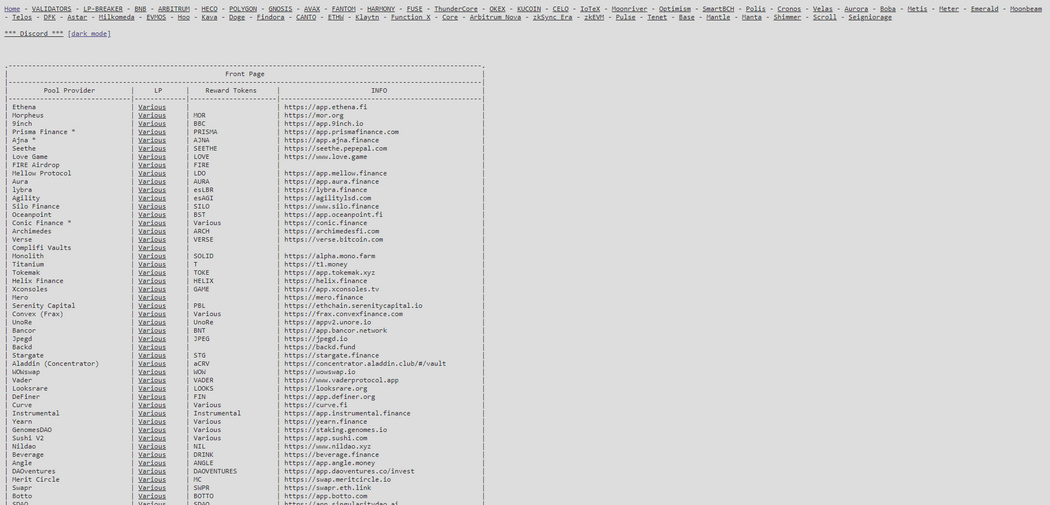 Home - VALIDATORS - LP-BREAKER - BNB - ARBITRUM - HECO - POLYGON - GNOSIS - AVAX - FANTOM - HARMONY - FUSE - ThunderCore - OKEX - KUCOIN - CELO - IoTeX - Moonriver - Optimism - SmartBCH - Polis - Cronos - Velas - Aurora - Boba - Metis - Meter - Emerald - Moonbeam
- Telos - DFK - Astar - Milkomeda - EVMOS - Hoo - Kava - Doge - Findora - CANTO - ETHW - Klaytn - Function X - Core - Arbitrum Nova - zkSync Era - zkEVM - Pulse - Tenet - Base - Mantle - Manta - Shimmer - Scroll - Seigniorage
*** Discord *** [dark mode]
Front Page
Pool Provider | LP | Reward Tokens | INFO
Ethena | Various | | https://app.ethena.fi
Morpheus | Various | MOR | https://mor.org
9inch | Various | BBC | https://app.9inch.io
Prisma Finance * | Various | PRISMA | https://app.prismafinance.com
Ajna * | Various | AJNA | https://app.ajna.finance
Seethe | Various | SEETHE | https://seethe.pepepal.com
Love Game | Various | LOVE | https://www.love.game
FIRE Airdrop | Various | FIRE |
Mellow Protocol | Various | LDO | https://app.mellow.finance
Aura | Various | AURA | https://app.aura.finance
lybra | Various | esLBR | https://lybra.finance
Agility | Various | esAGI | https://agilitylsd.com
Silo Finance | Various | SILO | https://www.silo.finance
Oceanpoint | Various | BST | https://app.oceanpoint.fi
Conic Finance * | Various | Various | https://conic.finance
Archimedes | Various | ARCH | https://archimedesfi.com
Verse | Various | VERSE | https://verse.bitcoin.com
Complifi Vaults | Various | |
Monolith | Various | SOLID | https://alpha.mono.farm
Titanium | Various | T | https://t1.money
Tokemak | Various | TOKE | https://app.tokemak.xyz
Helix Finance | Various | HELIX | https://helix.finance
Xconsoles | Various | GAME | https://app.xconsoles.tv
Mero | Various | | https://mero.finance
Serenity Capital | Various | PBL | https://ethchain.serenitycapital.io
Convex (Frax) | Various | Various | https://frax.convexfinance.com
UnoRe | Various | UnoRe | https://appv2.unore.io
Bancor | Various | BNT | https://app.bancor.network
Jpegd | Various | JPEG | https://jpegd.io
Backd | Various | | https://backd.fund
Stargate | Various | STG | https://stargate.finance
Aladdin (Concentrator) | Various | aCRV | https://concentrator.aladdin.club/#/vault
WOWswap | Various | WOW | https://wowswap.io
Vader | Various | VADER | https://www.vaderprotocol.app
Looksrare | Various | LOOKS | https://looksrare.org
DeFiner | Various | FIN | https://app.definer.org
Curve | Various | Various | https://curve.fi
Instrumental | Various | Instrumental | https://app.instrumental.finance
Yearn | Various | Various | https://yearn.finance
GenomesDAO | Various | Various | https://staking.genomes.io
Sushi V2 | Various | Various | https://app.sushi.com
Nildao | Various | NIL | https://www.nildao.xyz
Beverage | Various | DRINK | https://beverage.finance
Angle | Various | ANGLE | https://app.angle.money
DAOventures | Various | DAOVENTURES | https://app.daoventures.co/invest
Merit Circle | Various | MC | https://swap.meritcircle.io
Swapr | Various | SWPR | https://swapr.eth.link
Botto | Various | BOTTO | https://app.botto.com
SDAO | Various | SDAO | https://app.singularitydao.ai